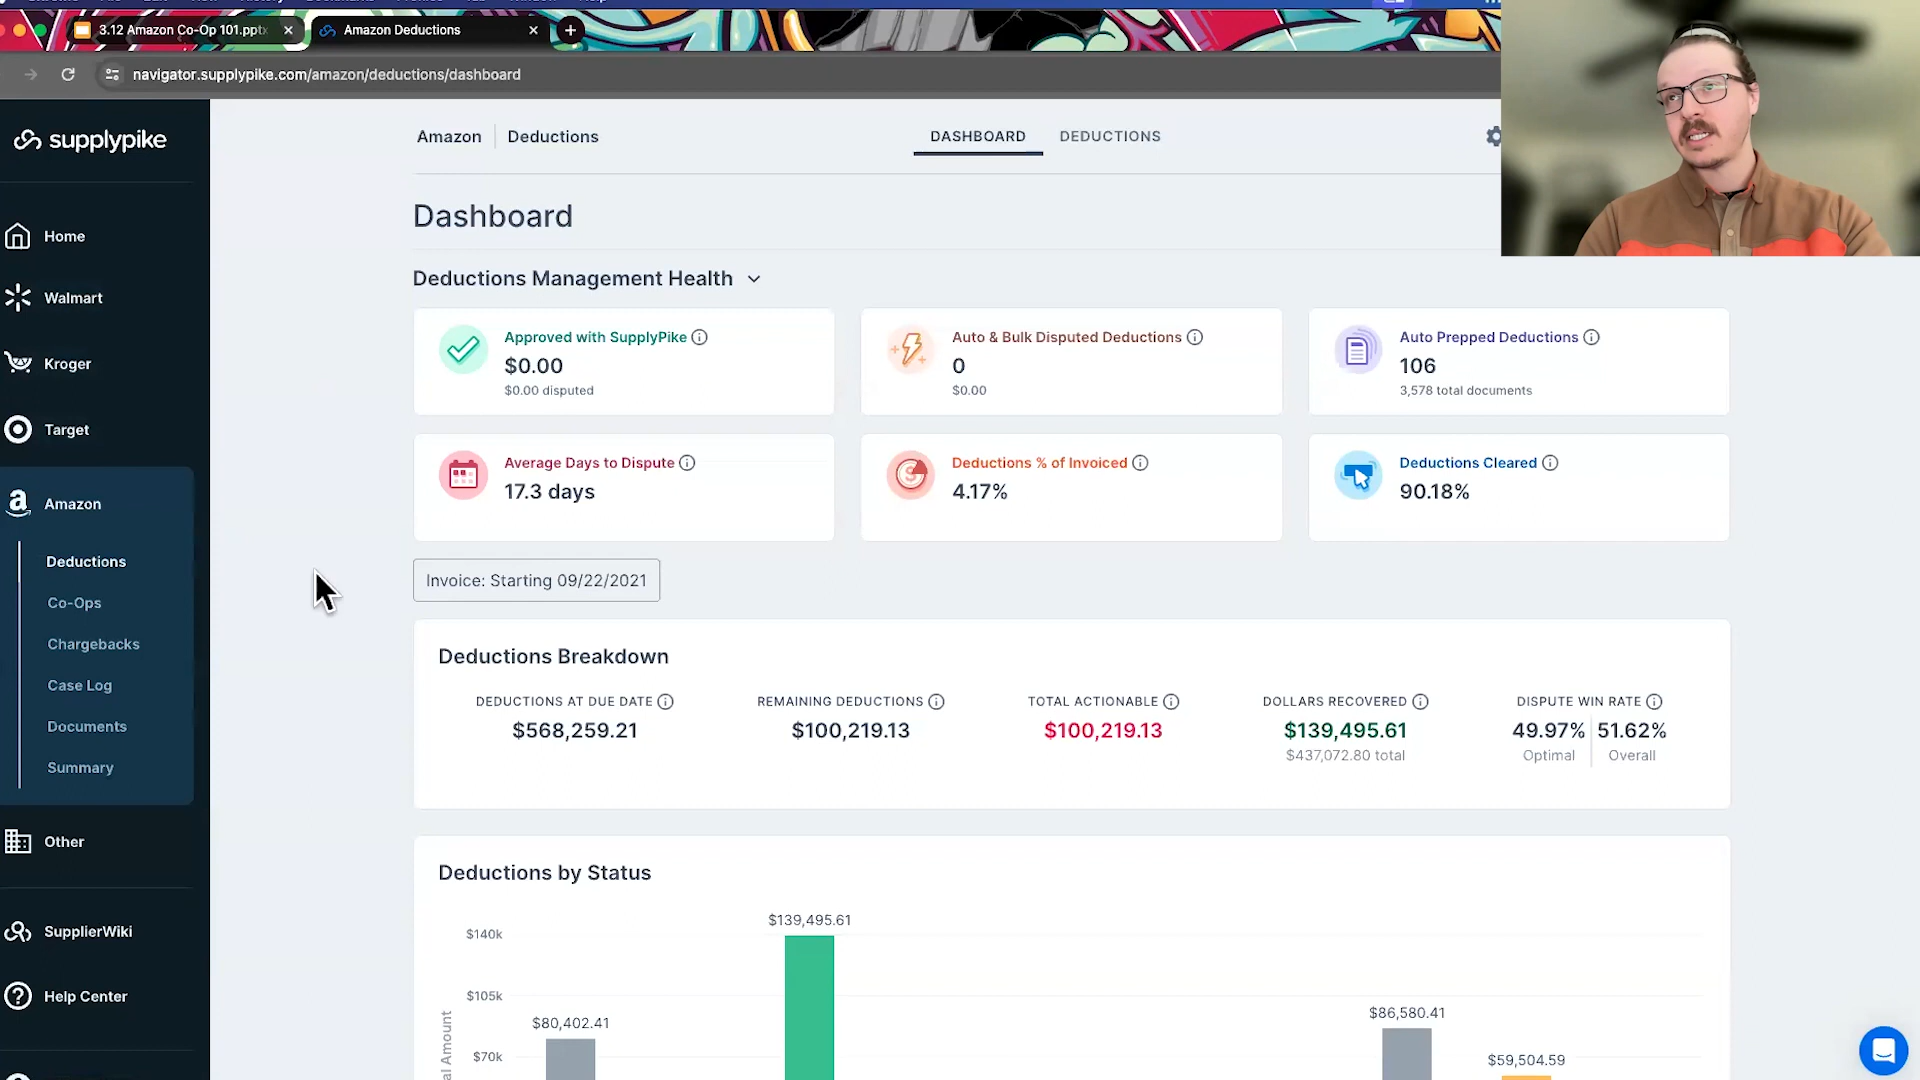 3.12 Amazon Co-Op 101.pptx
Amazon Deductions
navigator.supplypike.com/amazon/deductions/dashboard
supplypike
Home
Walmart
Kroger
Target
Amazon
Deductions
Co-Ops
Chargebacks
Case Log
Documents
Summary
Other
SupplierWiki
Help Center
Amazon Deductions
DASHBOARD DEDUCTIONS
Dashboard
Deductions Management Health
Approved with SupplyPike
$0.00
$0.00 disputed
Auto & Bulk Disputed Deductions
0
$0.00
Auto Prepped Deductions
106
3,578 total documents
Average Days to Dispute
17.3 days
Deductions % of Invoiced
4.17%
Deductions Cleared
90.18%
Invoice: Starting 09/22/2021
Deductions Breakdown
DEDUCTIONS AT DUE DATE
$568,259.21
REMAINING DEDUCTIONS
$100,219.13
TOTAL ACTIONABLE
$100,219.13
DOLLARS RECOVERED
$139,495.61
$437,072.80 total
DISPUTE WIN RATE
49.97% 51.62%
Optimal Overall
Deductions by Status
$140k
$105k
$70k
Amount
$80,402.41
$139,495.61
$86,580.41
$59,504.59